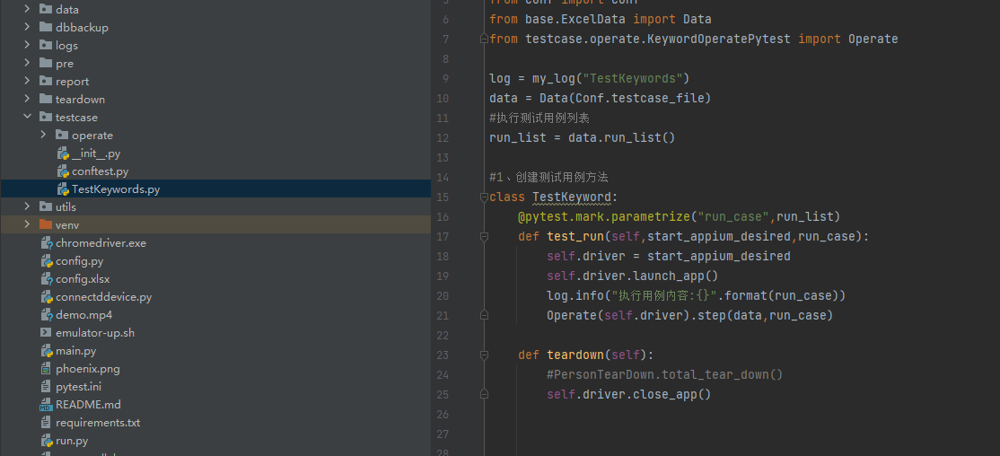 data
dbbackup
logs
pre
report
teardown
testcase
operate
__init__.py
conftest.py
TestKeywords.py
utils
venv
chromedriver.exe
config.py
config.xlsx
connectddevice.py
demo.mp4
emulator-up.sh
main.py
phoenix.png
pytest.ini
README.md
requirements.txt
run.py
5 from conf import Conf
6 from base.ExcelData import Data
7 from testcase.operate.KeywordOperatePytest import Operate
8
9 log = my_log("TestKeywords")
10 data = Data(Conf.testcase_file)
11 #执行测试用例列表
12 run_list = data.run_list()
13
14 #1、创建测试用例方法
15 class TestKeyword:
16 @pytest.mark.parametrize("run_case",run_list)
17 def test_run(self,start_appium_desired,run_case):
18 self.driver = start_appium_desired
19 self.driver.launch_app()
20 log.info("执行用例内容:{}".format(run_case))
21 Operate(self.driver).step(data,run_case)
22
23 def teardown(self):
24 #PersonTearDown.total_tear_down()
25 self.driver.close_app()
26
27
28